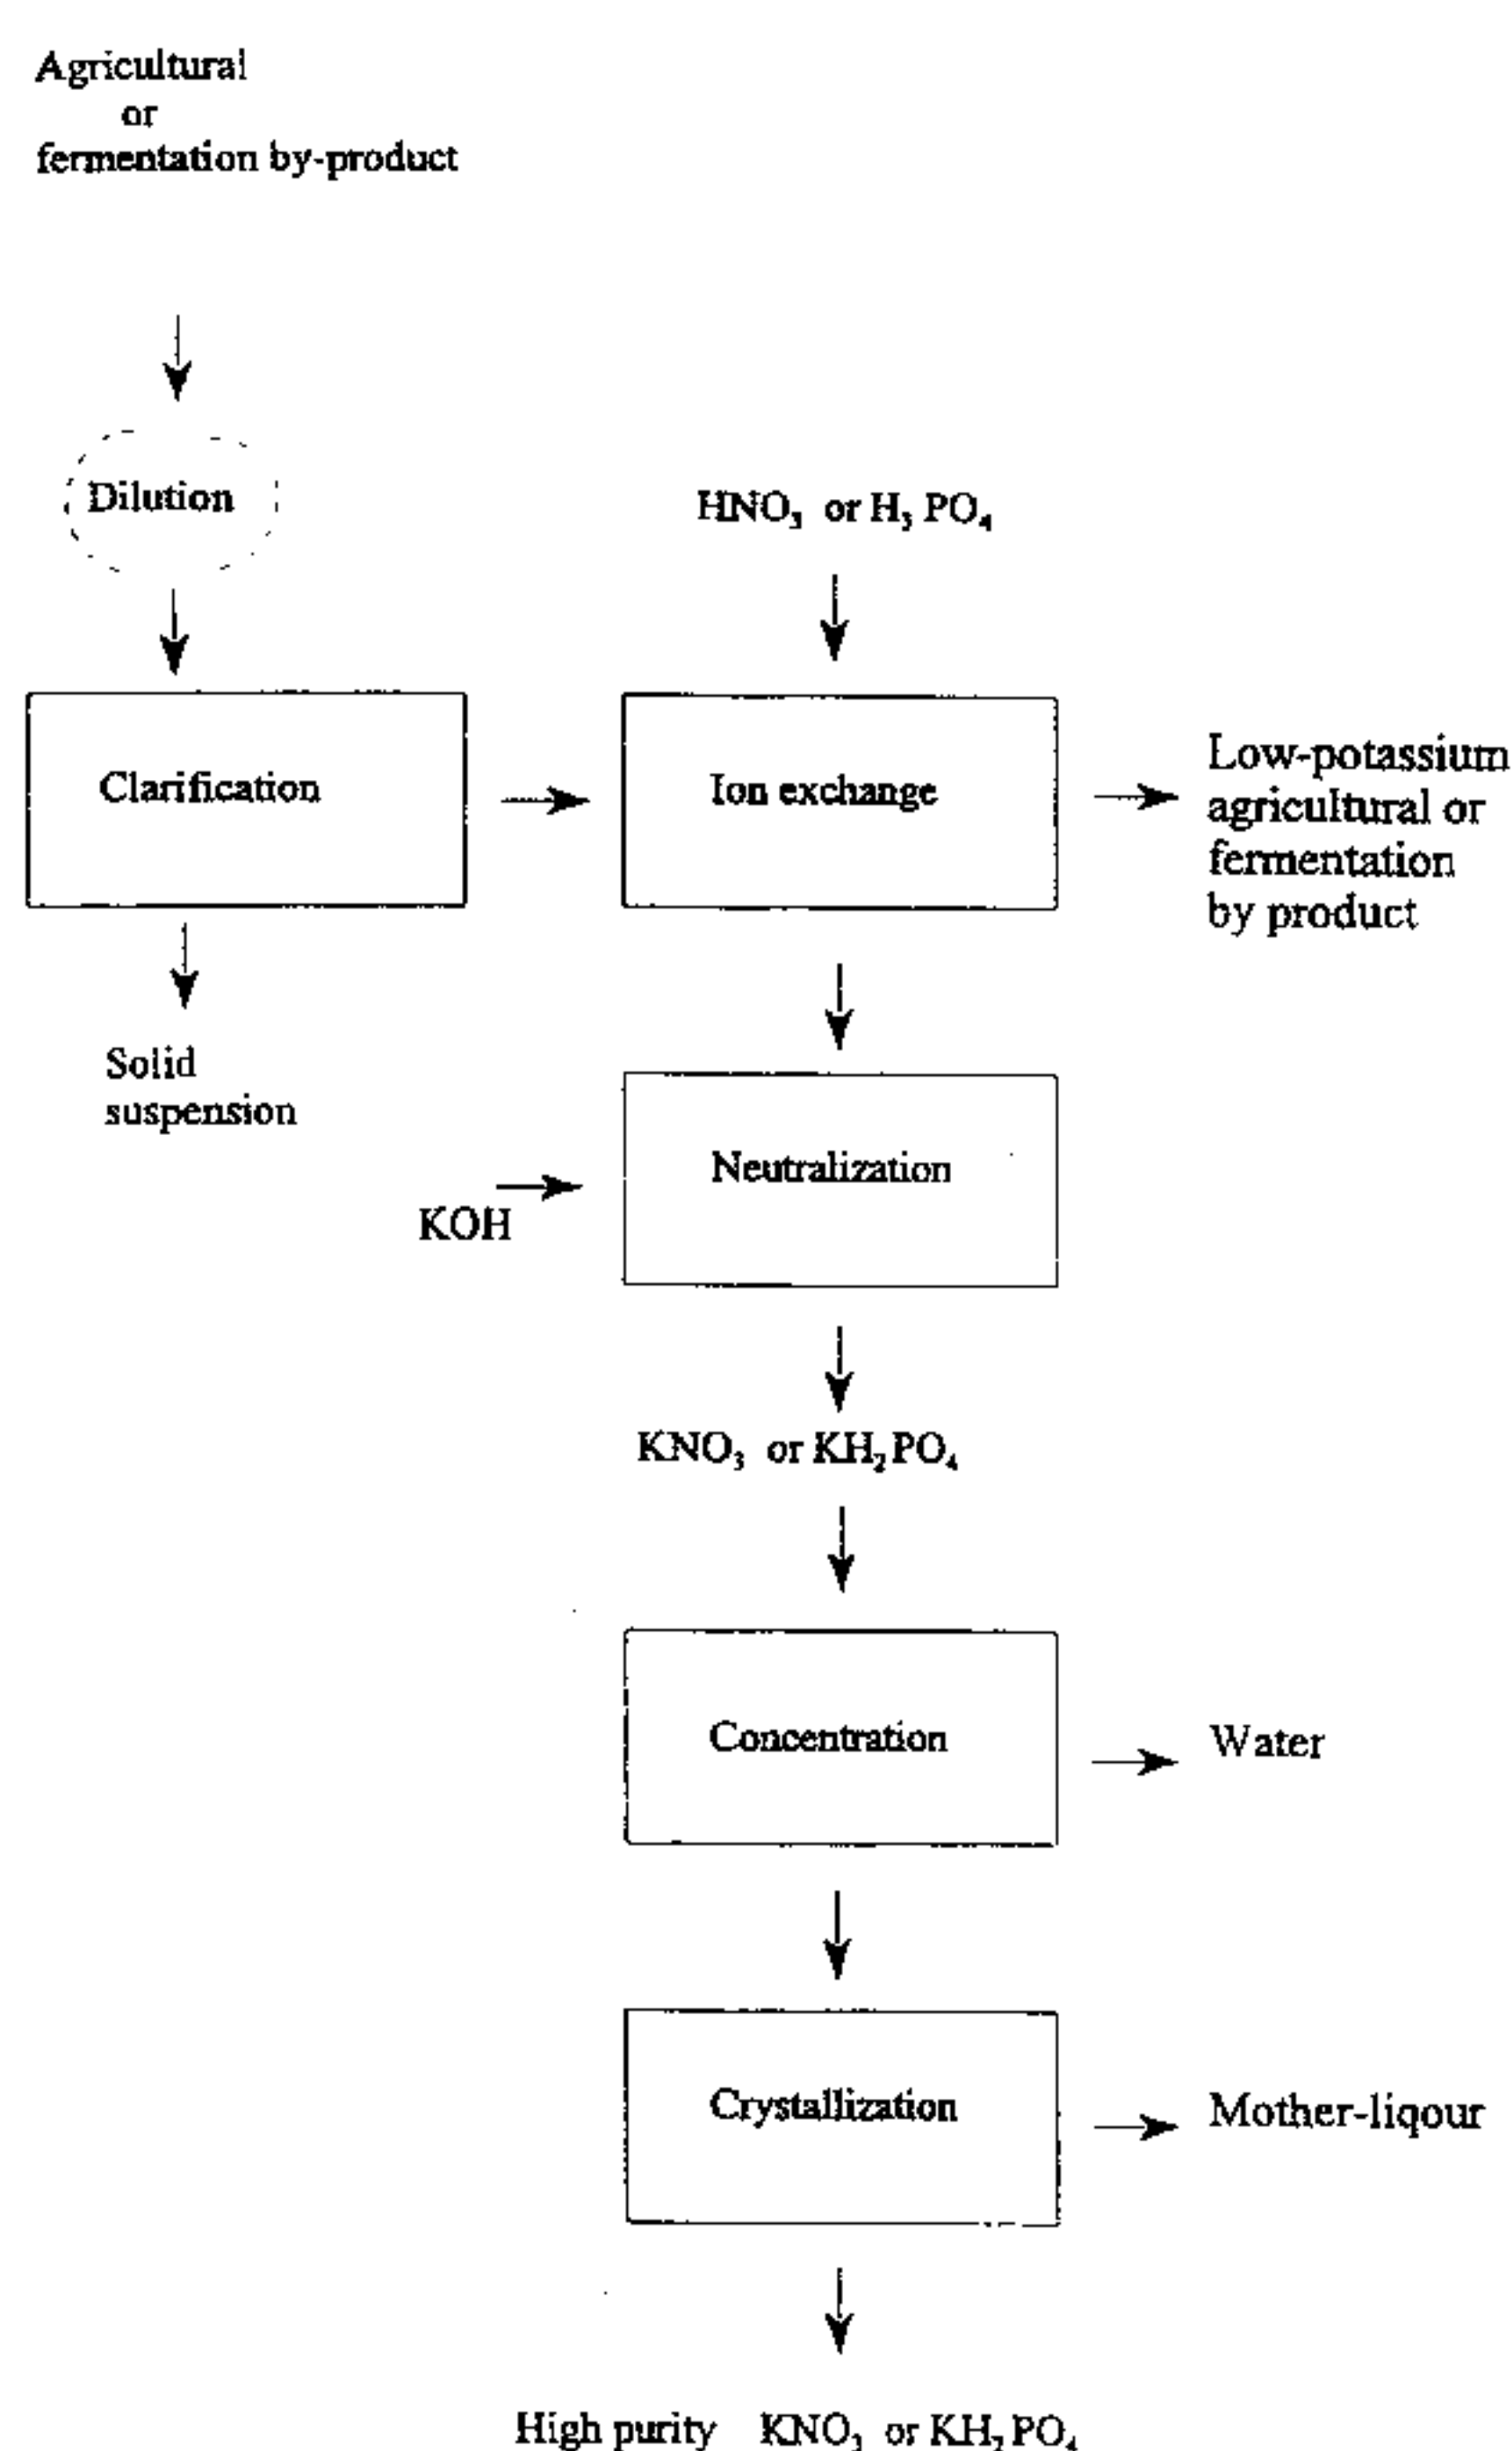 Agricultural
or
fermentation by-product
Dilution
HNO₃ or H₃ PO₄
Clarification
Ion exchange
Low-potassium
agricultural or
fermentation
by product
Solid
suspension
Neutralization
KOH
KNO₃ or KH₂PO₄
Concentration
Water
Crystallization
Mother-liqour
High purity KNO₃ or KH₂PO₄